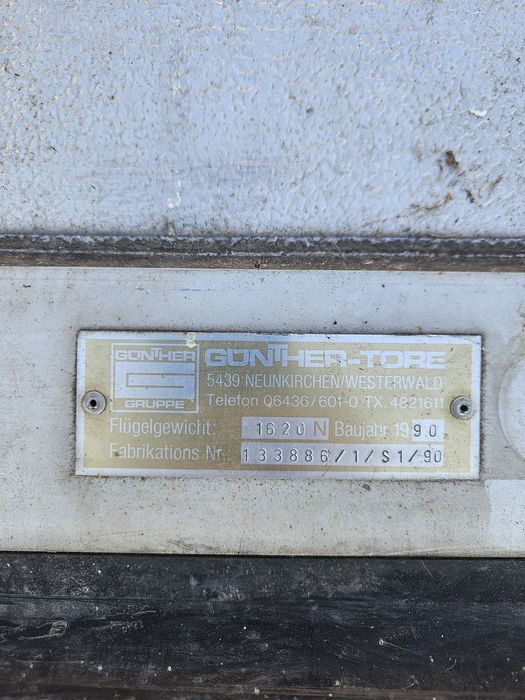 GÜNTHER
GRUPPE
GÜNTHER-TORE
5439 NEUNKIRCHEN/WESTERWALD
Telefon 06436/601-0 TX. 4821611
Flügelgewicht: 1620 N Baujahr 1990
Fabrikations Nr. 133886/1/S1/90